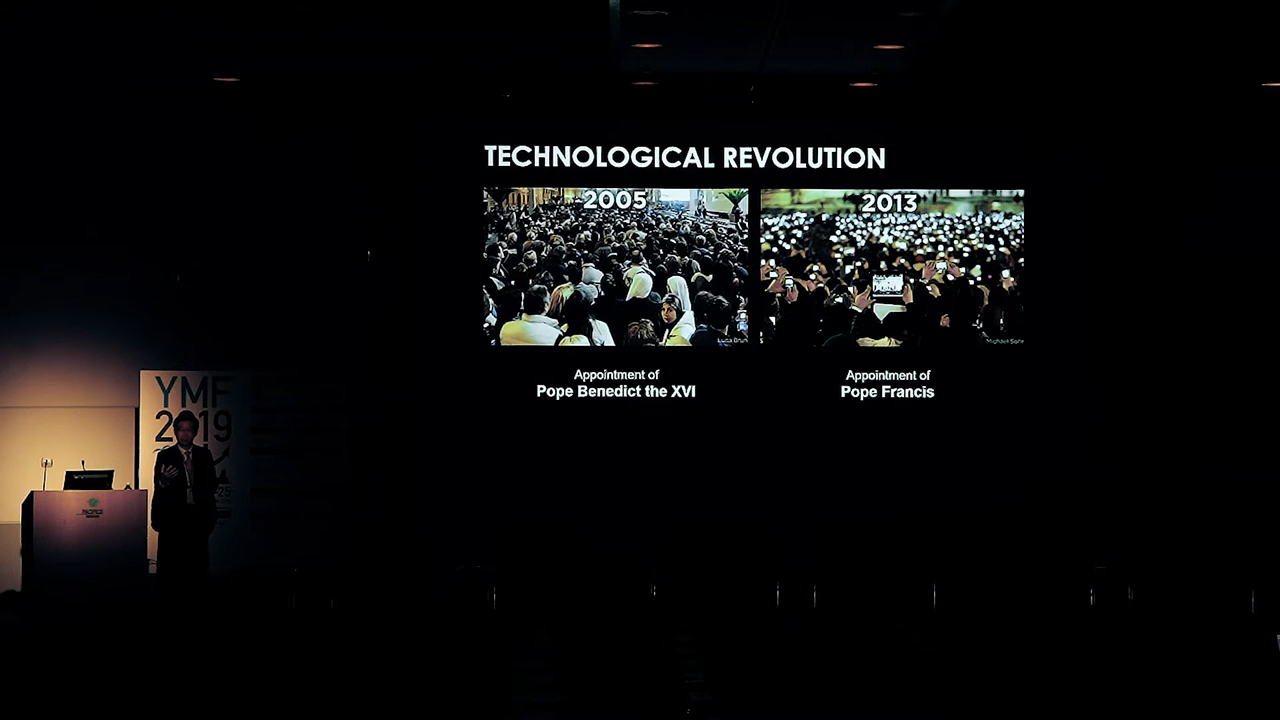 TECHNOLOGICAL REVOLUTION
2005
2013
Appointment of
Pope Benedict the XVI
Appointment of
Pope Francis
YMF
2019